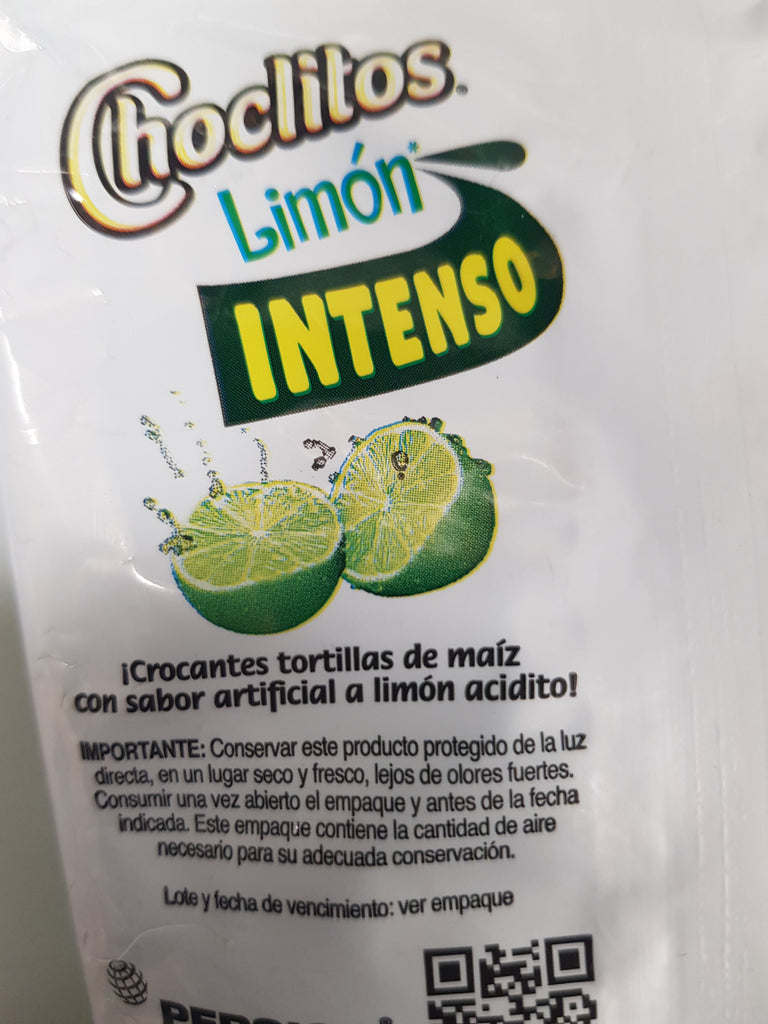 Choclitos®
Limón*
INTENSO
¡Crocantes tortillas de maíz
con sabor artificial a limón acidito!
IMPORTANTE: Conservar este producto protegido de la luz
directa, en un lugar seco y fresco, lejos de olores fuertes.
Consumir una vez abierto el empaque y antes de la fecha
indicada. Este empaque contiene la cantidad de aire
necesario para su adecuada conservación.
Lote y fecha de vencimiento: ver empaque